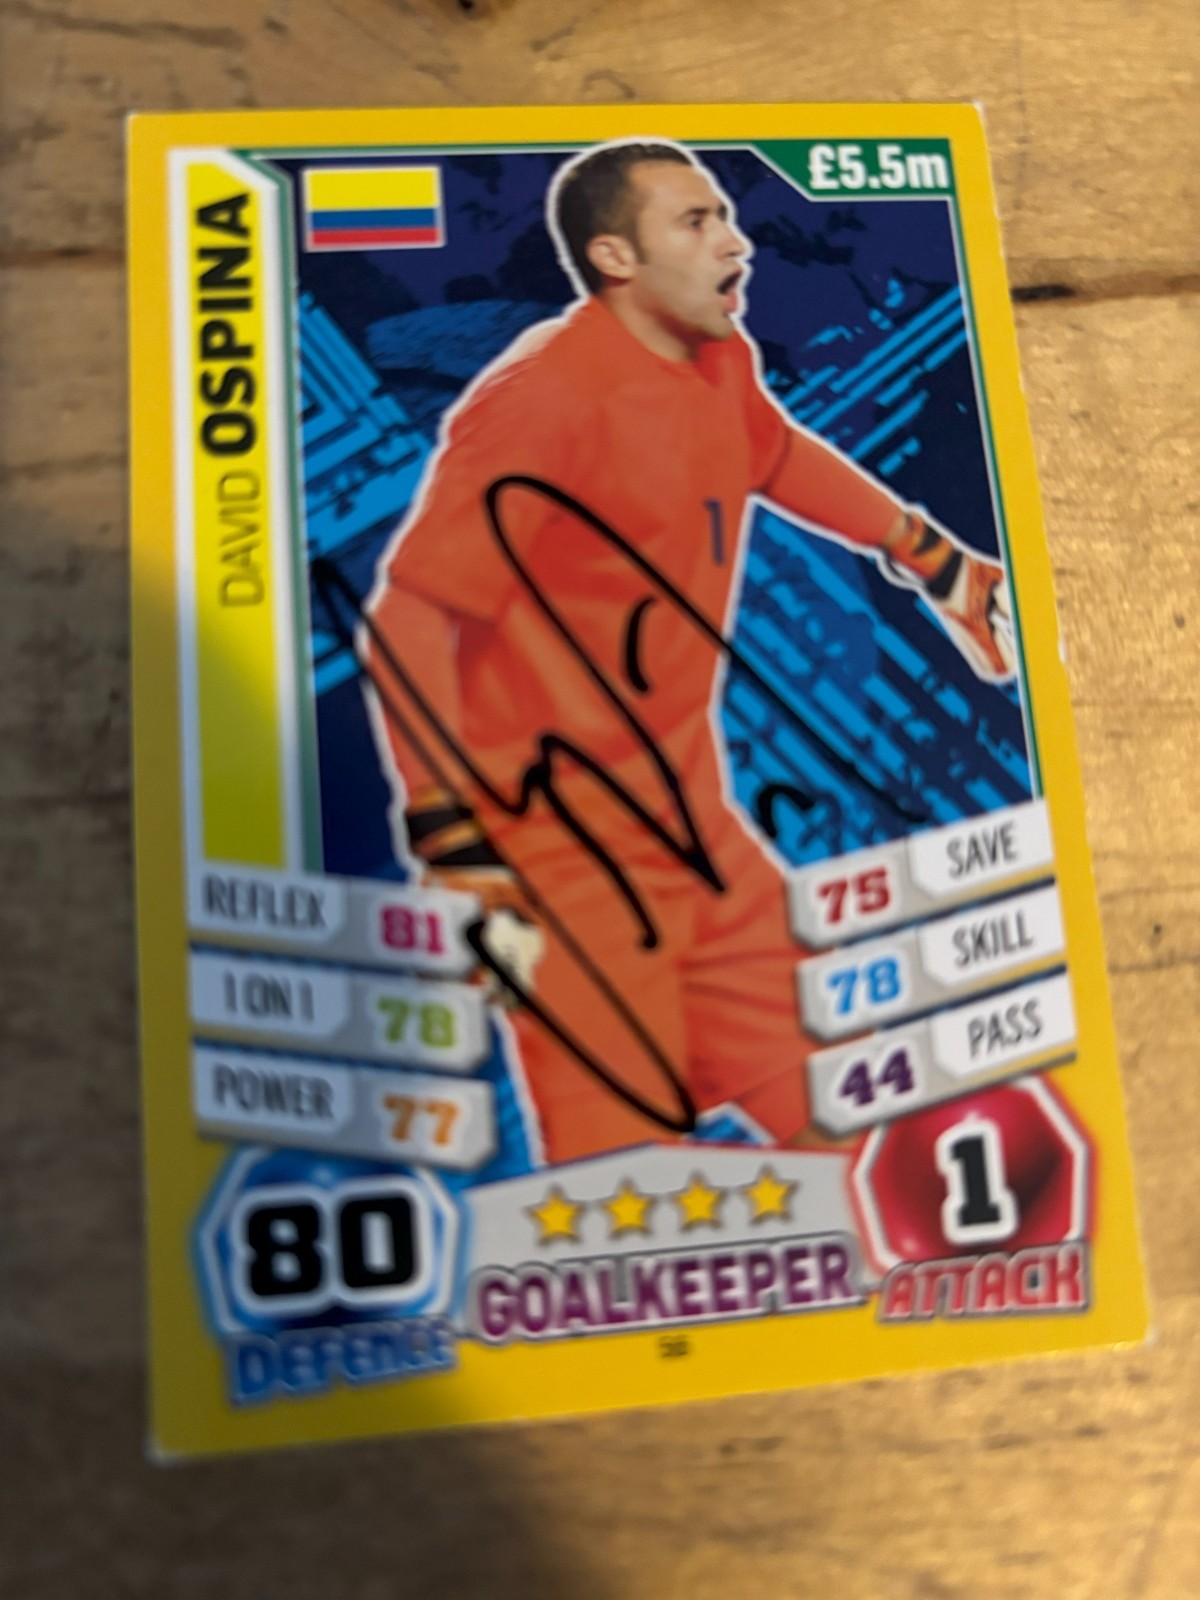 £5.5m
DAVID OSPINA
1
REFLEX 81
1 ON 1 78
POWER 77
75 SAVE
78 SKILL
44 PASS
80
DEFENCE
GOALKEEPER
1
ATTACK